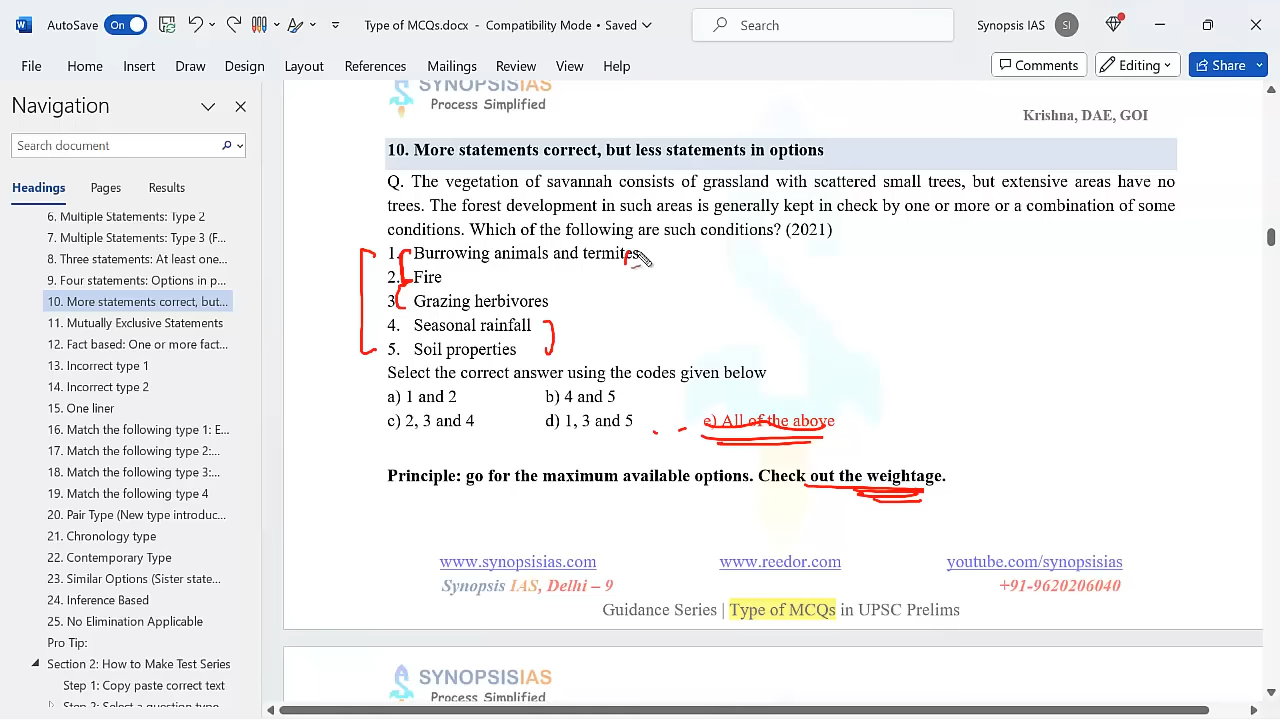 AutoSave On Type of MCQs.docx - Compatibility Mode • Saved Search Synopsis IAS SI
File Home Insert Draw Design Layout References Mailings Review View Help Comments Editing Share
Navigation
Search document
Headings Pages Results
6. Multiple Statements: Type 2
7. Multiple Statements: Type 3 (F...
8. Three statements: At least one...
9. Four statements: Options in p...
10. More statements correct, but...
11. Mutually Exclusive Statements
12. Fact based: One or more fact...
13. Incorrect type 1
14. Incorrect type 2
15. One liner
16. Match the following type 1: E...
17. Match the following type 2:...
18. Match the following type 3:...
19. Match the following type 4
20. Pair Type (New type introduc...
21. Chronology type
22. Contemporary Type
23. Similar Options (Sister state...
24. Inference Based
25. No Elimination Applicable
Pro Tip:
Section 2: How to Make Test Series
Step 1: Copy paste correct text
Step 2: Select a question type
SYNOPSISIAS
Process Simplified
Krishna, DAE, GOI
10. More statements correct, but less statements in options
Q. The vegetation of savannah consists of grassland with scattered small trees, but extensive areas have no
trees. The forest development in such areas is generally kept in check by one or more or a combination of some
conditions. Which of the following are such conditions? (2021)
1. Burrowing animals and termites
2. Fire
3. Grazing herbivores
4. Seasonal rainfall
5. Soil properties
Select the correct answer using the codes given below
a) 1 and 2 b) 4 and 5
c) 2, 3 and 4 d) 1, 3 and 5 e) All of the above
Principle: go for the maximum available options. Check out the weightage.
www.synopsisias.com www.reedor.com youtube.com/synopsisias
Synopsis IAS, Delhi – 9 +91-9620206040
Guidance Series | Type of MCQs in UPSC Prelims
SYNOPSISIAS
Process Simplified